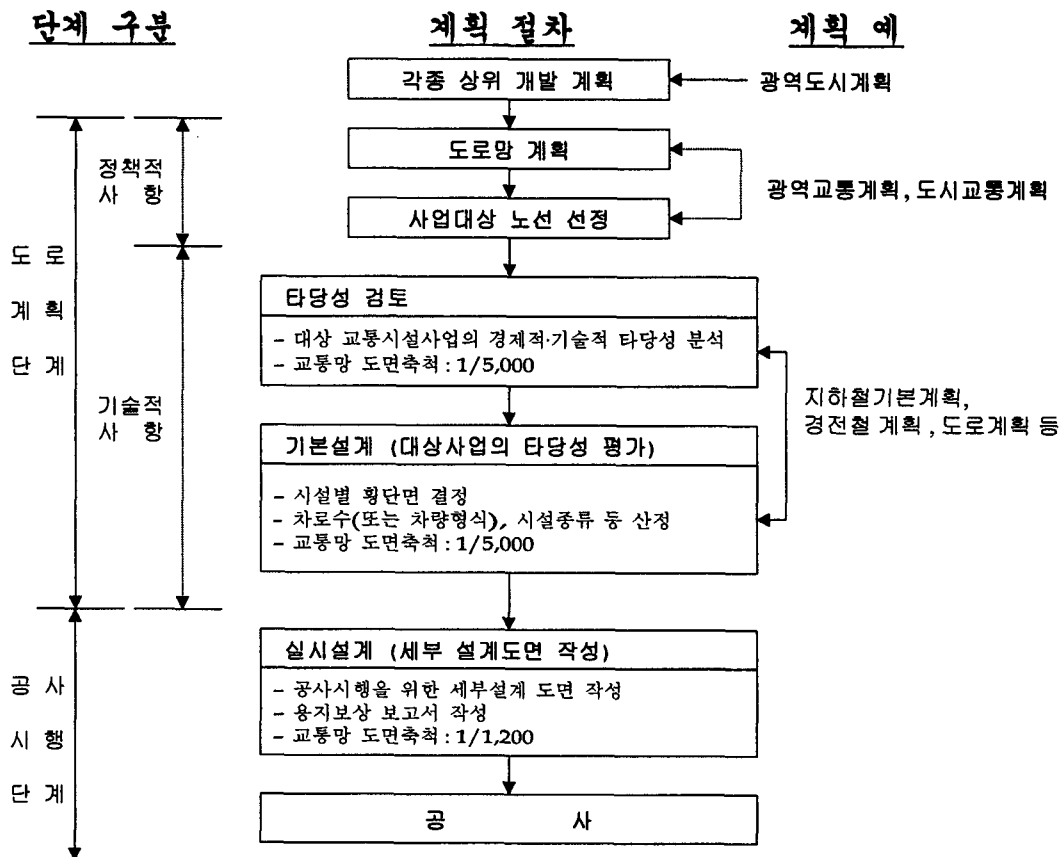 단계 구분
계획 절차
계획 예
각종 상위 개발 계획
광역도시계획
도로망 계획
정책적
사 항
광역교통계획, 도시교통계획
사업대상 노선 선정
도 로
계 획
단 계
타당성 검토
- 대상 교통시설사업의 경제적·기술적 타당성 분석
- 교통망 도면축척 : 1/5,000
기술적
사 항
지하철기본계획,
경전철 계획 , 도로계획 등
기본설계 (대상사업의 타당성 평가)
- 시설별 횡단면 결정
- 차로수(또는 차량형식), 시설종류 등 산정
- 교통망 도면축척 : 1/5,000
실시설계 (세부 설계도면 작성)
- 공사시행을 위한 세부설계 도면 작성
- 용지보상 보고서 작성
- 교통망 도면축척 : 1/1,200
공 사
시 행
단 계
공 사